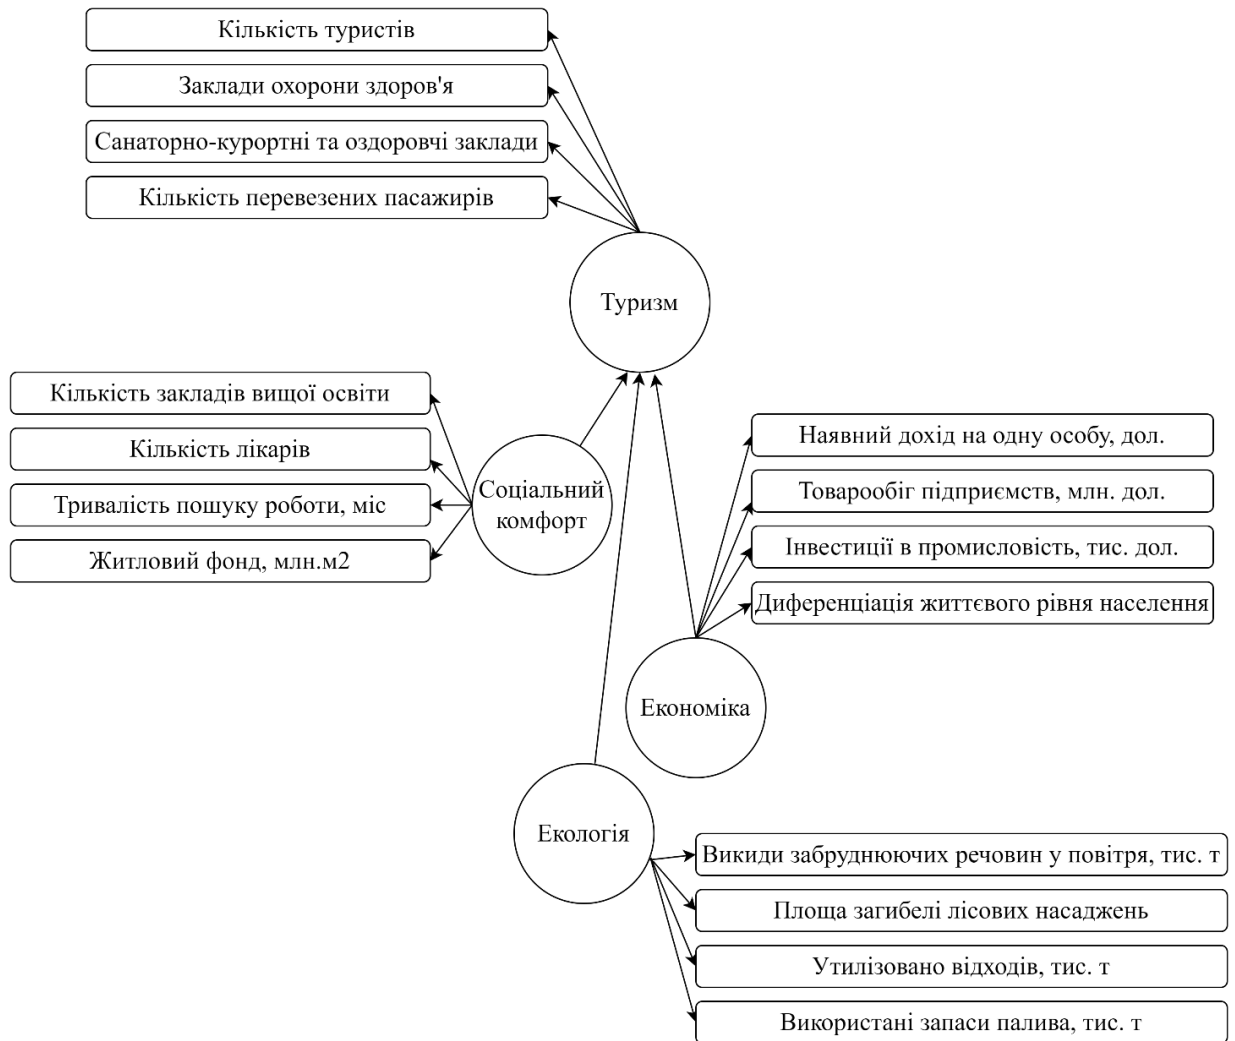 Кількість туристів
Заклади охорони здоров'я
Санаторно-курортні та оздоровчі заклади
Кількість перевезених пасажирів
Туризм
Кількість закладів вищої освіти
Кількість лікарів
Тривалість пошуку роботи, міс
Житловий фонд, млн.м2
Соціальний
комфорт
Наявний дохід на одну особу, дол.
Товарообіг підприємств, млн. дол.
Інвестиції в промисловість, тис. дол.
Диференціація життєвого рівня населення
Економіка
Екологія
Викиди забруднюючих речовин у повітря, тис. т
Площа загибелі лісових насаджень
Утилізовано відходів, тис. т
Використані запаси палива, тис. т